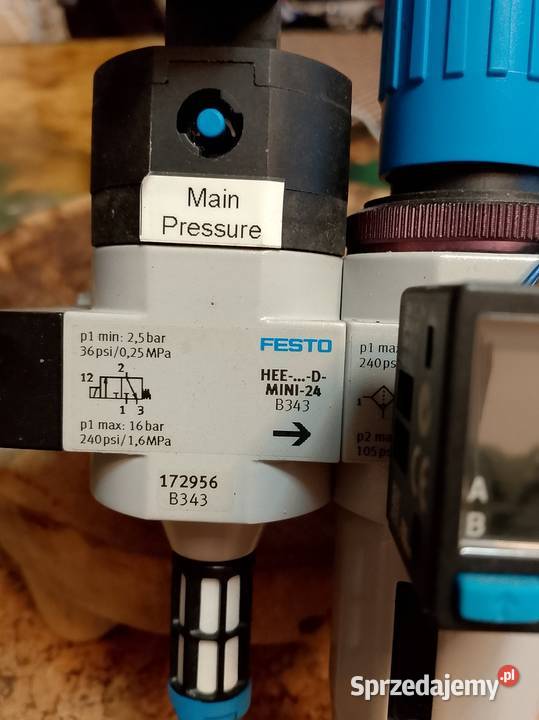 Main
Pressure
p1 min: 2,5 bar
36 psi/0,25 MPa
2
12
1 3
p1 max: 16 bar
240 psi/1,6 MPa
FESTO
HEE-...-D-
MINI-24
B343
172956
B343
p1 max
240 ps
1
p2 ma
105 ps
A
B
Sprzedajemy.pl